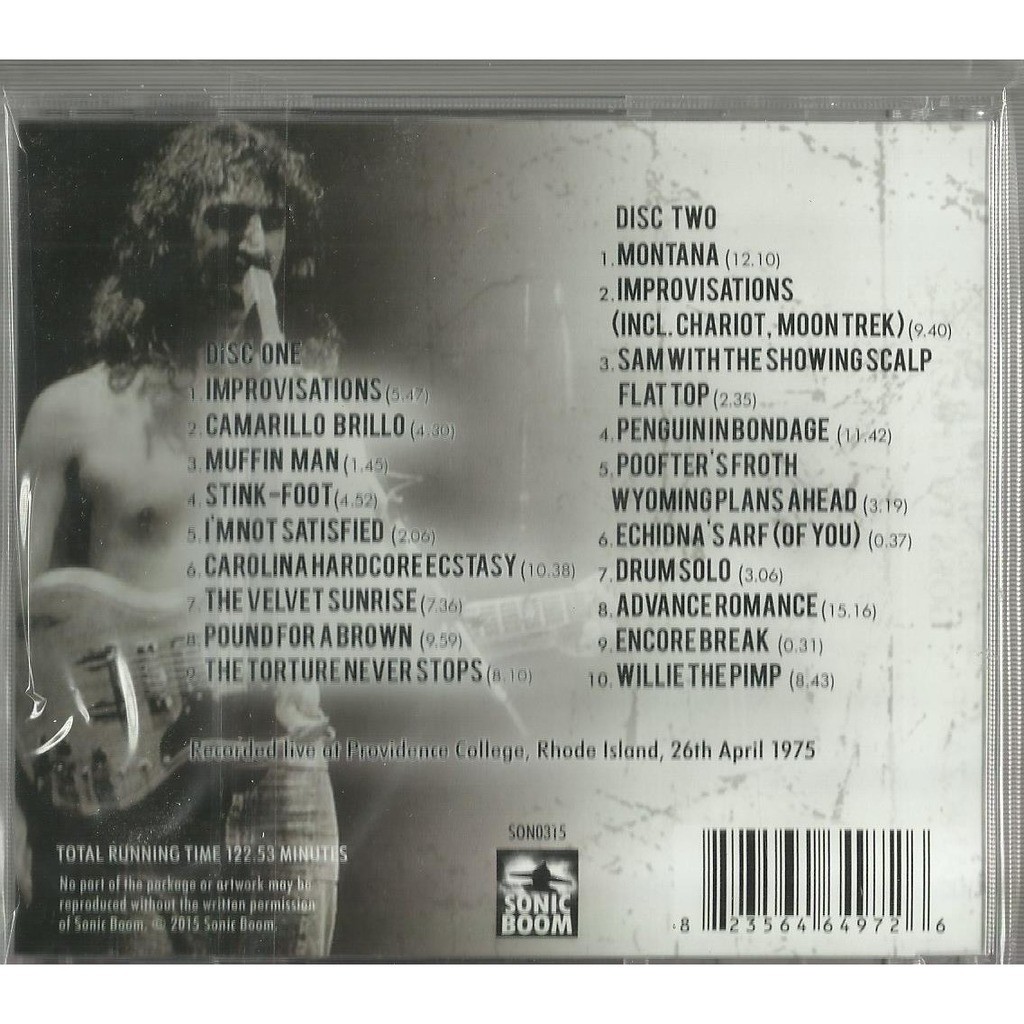 DISC ONE
1. IMPROVISATIONS (5.47)
2. CAMARILLO BRILLO (4.30)
3. MUFFIN MAN (1.45)
4. STINK-FOOT (4.52)
5. I'M NOT SATISFIED (2.06)
6. CAROLINA HARDCORE ECSTASY (10.38)
7. THE VELVET SUNRISE (7.36)
8. POUND FOR A BROWN (9.59)
9. THE TORTURE NEVER STOPS (8.10)
DISC TWO
1. MONTANA (12.10)
2. IMPROVISATIONS
(INCL. CHARIOT, MOON TREK) (9.40)
3. SAM WITH THE SHOWING SCALP
FLAT TOP (2.35)
4. PENGUIN IN BONDAGE (11.42)
5. POOFTER'S FROTH
WYOMING PLANS AHEAD (3.19)
6. ECHIDNA'S ARF (OF YOU) (0.37)
7. DRUM SOLO (3.06)
8. ADVANCE ROMANCE (15.16)
9. ENCORE BREAK (0.31)
10. WILLIE THE PIMP (8.43)
Recorded live at Providence College, Rhode Island, 26th April 1975
TOTAL RUNNING TIME 122.53 MINUTES
No part of the package or artwork may be
reproduced without the written permission
of Sonic Boom. © 2015 Sonic Boom.
SON0315
SONIC
BOOM
8 23564 64972 6